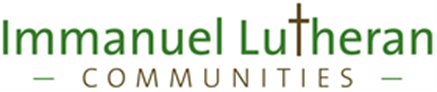 Immanuel Lutheran
– COMMUNITIES –